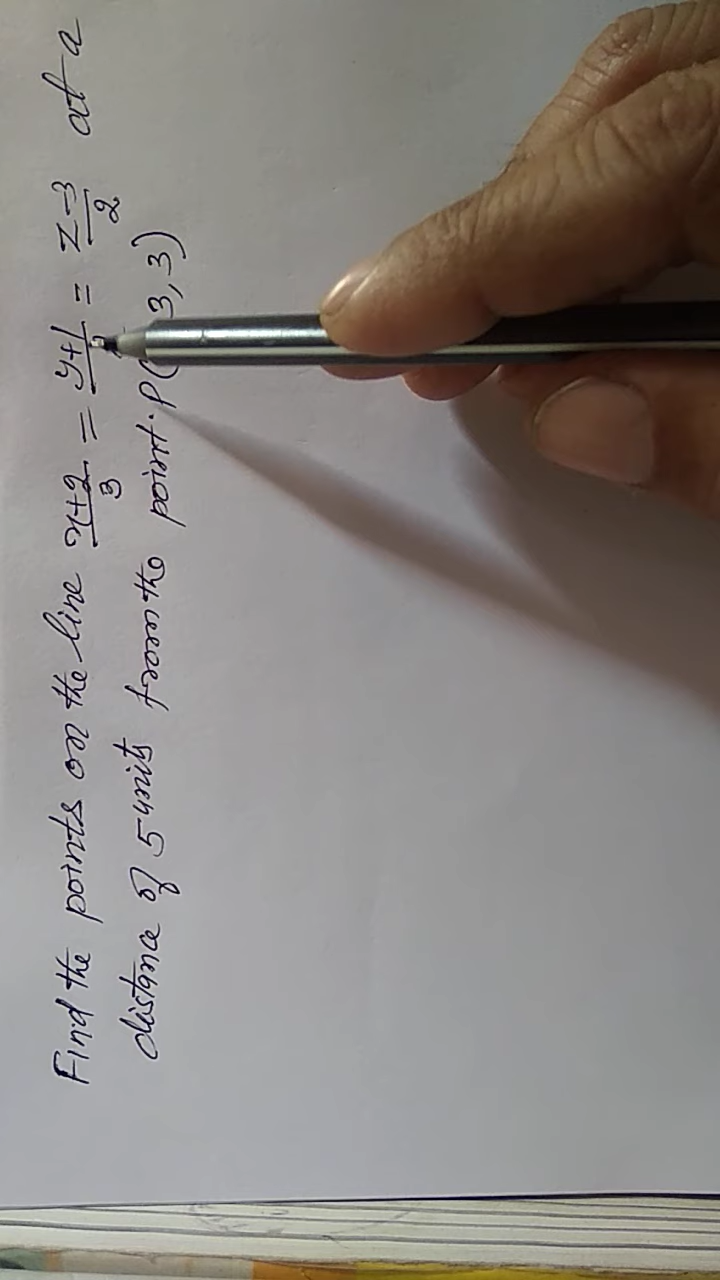 Find the points on the line x+2/3 = y+1/ = z-3/2 at a
distance of 5 units from the point P( 3,3)